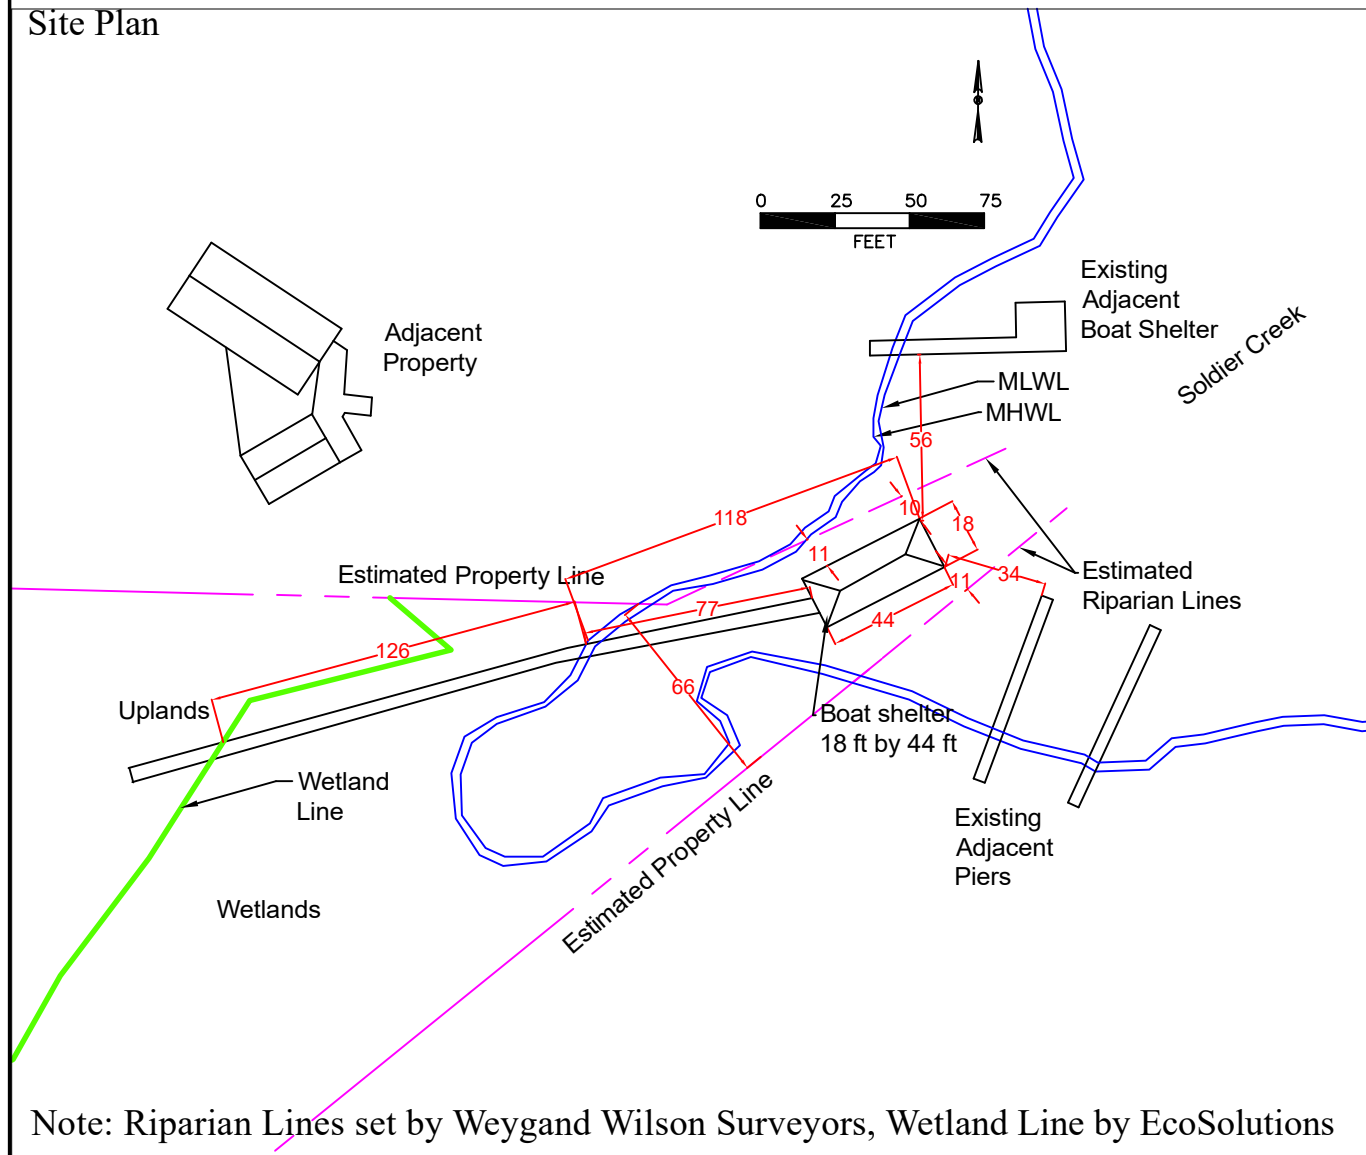 Site Plan
0 25 50 75
FEET
Existing
Adjacent
Boat Shelter
Soldier Creek
Adjacent
Property
MLWL
MHWL
56
118
10
18
11
Estimated Property Line
34
11
Estimated
Riparian Lines
77
44
126
66
Uplands
Boat shelter
18 ft by 44 ft
Wetland
Line
Estimated Property Line
Existing
Adjacent
Piers
Wetlands
Note: Riparian Lines set by Weygand Wilson Surveyors, Wetland Line by EcoSolutions